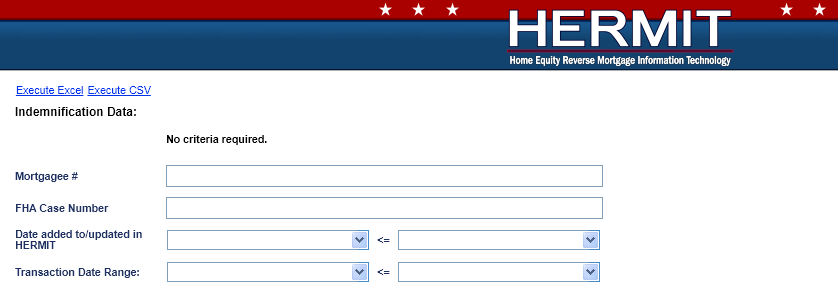 HERMIT
Home Equity Reverse Mortgage Information Technology
Execute Excel Execute CSV
Indemnification Data:
No criteria required.
Mortgagee #
FHA Case Number
Date added to/updated in
HERMIT
<=
Transaction Date Range:
<=